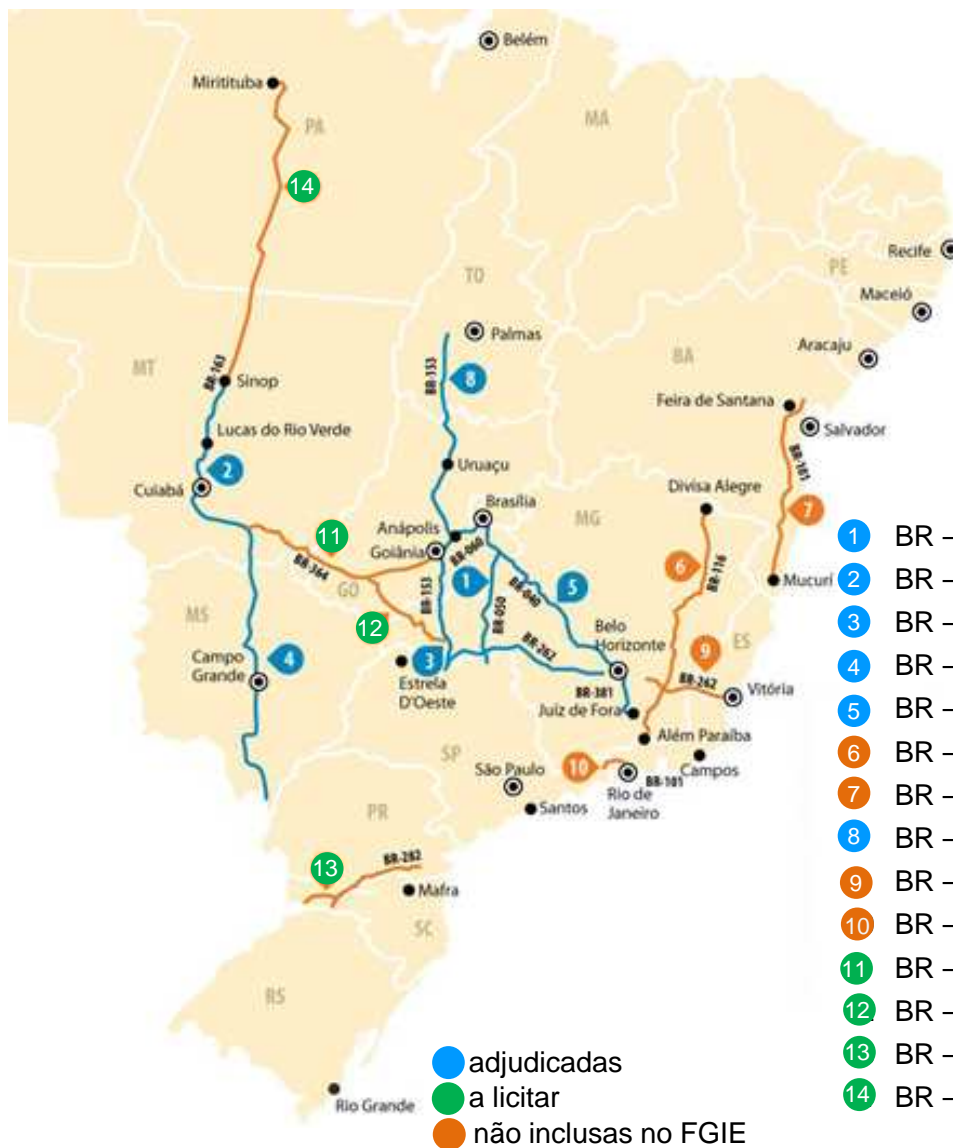 Belém
Miritituba
PA
MA
14
Recife
TO
PE
Maceió
Palmas
Aracaju
MT
BR-163
BR-153
8
BA
Sinop
Feira de Santana
Lucas do Rio Verde
Salvador
Uruaçu
BR-101
2
Cuiabá
Divisa Alegre
Brasília
7
11
Anápolis
MG
Goiânia
BR-060
BR-116
6
BR-364
GO
BR-153
1
BR-050
BR-040
5
Mucuri
12
MS
Belo
Horizonte
ES
Campo
Grande
4
3
BR-262
9
BR-262
Estrela
D'Oeste
BR-381
Vitória
Juiz de Fora
Além Paraíba
SP
São Paulo
10
BR-101
Campos
Santos
Rio de
Janeiro
PR
13
BR-282
Mafra
SC
RS
Rio Grande
1 BR –
2 BR –
3 BR –
4 BR –
5 BR –
6 BR –
7 BR –
8 BR –
9 BR –
10 BR –
11 BR –
12 BR –
13 BR –
14 BR –
adjudicadas
a licitar
não inclusas no FGIE